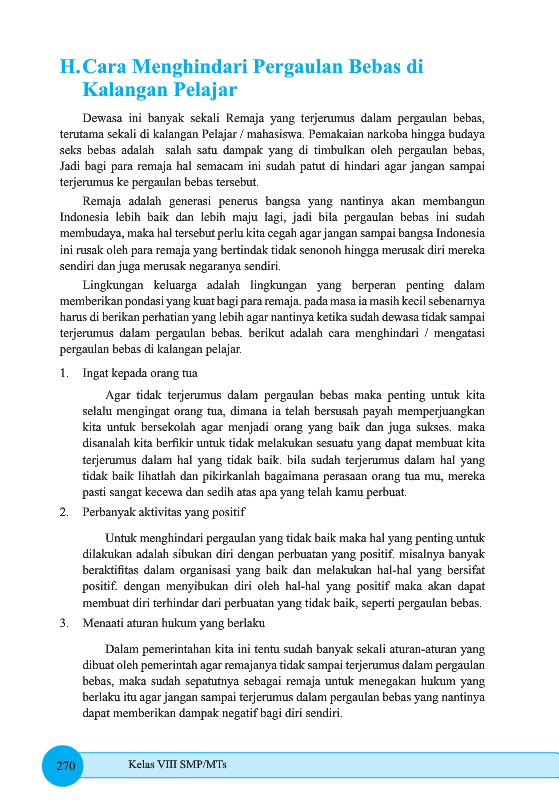 H. Cara Menghindari Pergaulan Bebas di
Kalangan Pelajar
Dewasa ini banyak sekali Remaja yang terjerumus dalam pergaulan bebas,
terutama sekali di kalangan Pelajar / mahasiswa. Pemakaian narkoba hingga budaya
seks bebas adalah salah satu dampak yang di timbulkan oleh pergaulan bebas,
Jadi bagi para remaja hal semacam ini sudah patut di hindari agar jangan sampai
terjerumus ke pergaulan bebas tersebut.
Remaja adalah generasi penerus bangsa yang nantinya akan membangun
Indonesia lebih baik dan lebih maju lagi, jadi bila pergaulan bebas ini sudah
membudaya, maka hal tersebut perlu kita cegah agar jangan sampai bangsa Indonesia
ini rusak oleh para remaja yang bertindak tidak senonoh hingga merusak diri mereka
sendiri dan juga merusak negaranya sendiri.
Lingkungan keluarga adalah lingkungan yang berperan penting dalam
memberikan pondasi yang kuat bagi para remaja. pada masa ia masih kecil sebenarnya
harus di berikan perhatian yang lebih agar nantinya ketika sudah dewasa tidak sampai
terjerumus dalam pergaulan bebas. berikut adalah cara menghindari / mengatasi
pergaulan bebas di kalangan pelajar.
1. Ingat kepada orang tua
Agar tidak terjerumus dalam pergaulan bebas maka penting untuk kita
selalu mengingat orang tua, dimana ia telah bersusah payah memperjuangkan
kita untuk bersekolah agar menjadi orang yang baik dan juga sukses. maka
disanalah kita berfikir untuk tidak melakukan sesuatu yang dapat membuat kita
terjerumus dalam hal yang tidak baik. bila sudah terjerumus dalam hal yang
tidak baik lihatlah dan pikirkanlah bagaimana perasaan orang tua mu, mereka
pasti sangat kecewa dan sedih atas apa yang telah kamu perbuat.
2. Perbanyak aktivitas yang positif
Untuk menghindari pergaulan yang tidak baik maka hal yang penting untuk
dilakukan adalah sibukan diri dengan perbuatan yang positif. misalnya banyak
beraktifitas dalam organisasi yang baik dan melakukan hal-hal yang bersifat
positif. dengan menyibukan diri oleh hal-hal yang positif maka akan dapat
membuat diri terhindar dari perbuatan yang tidak baik, seperti pergaulan bebas.
3. Menaati aturan hukum yang berlaku
Dalam pemerintahan kita ini tentu sudah banyak sekali aturan-aturan yang
dibuat oleh pemerintah agar remajanya tidak sampai terjerumus dalam pergaulan
bebas, maka sudah sepatutnya sebagai remaja untuk menegakan hukum yang
berlaku itu agar jangan sampai terjerumus dalam pergaulan bebas yang nantinya
dapat memberikan dampak negatif bagi diri sendiri.
270 Kelas VIII SMP/MTs